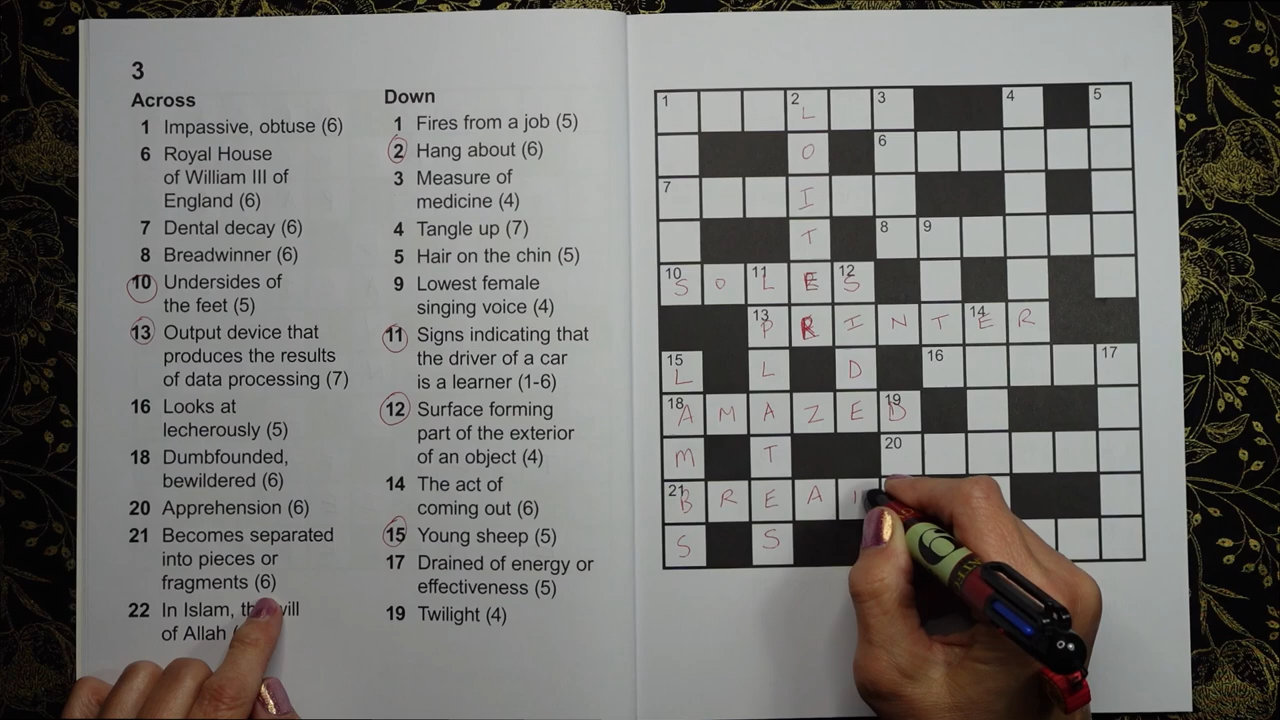 3
Across
1 Impassive, obtuse (6)
6 Royal House
of William III of
England (6)
7 Dental decay (6)
8 Breadwinner (6)
10 Undersides of
the feet (5)
13 Output device that
produces the results
of data processing (7)
16 Looks at
lecherously (5)
18 Dumbfounded,
bewildered (6)
20 Apprehension (6)
21 Becomes separated
into pieces or
fragments (6)
22 In Islam, will
of Allah
Down
1 Fires from a job (5)
2 Hang about (6)
3 Measure of
medicine (4)
4 Tangle up (7)
5 Hair on the chin (5)
9 Lowest female
singing voice (4)
11 Signs indicating that
the driver of a car
is a learner (1-6)
12 Surface forming
part of the exterior
of an object (4)
14 The act of
coming out (6)
15 Young sheep (5)
17 Drained of energy or
effectiveness (5)
19 Twilight (4)
1 2 3 4 5
L
O 6
7 I
T 8 9
10 11 12
S O L E S
13 14
P R I N T E R
15 16 17
L L D
18 19
A M A Z E D
M T 20
21
B R E A
S S